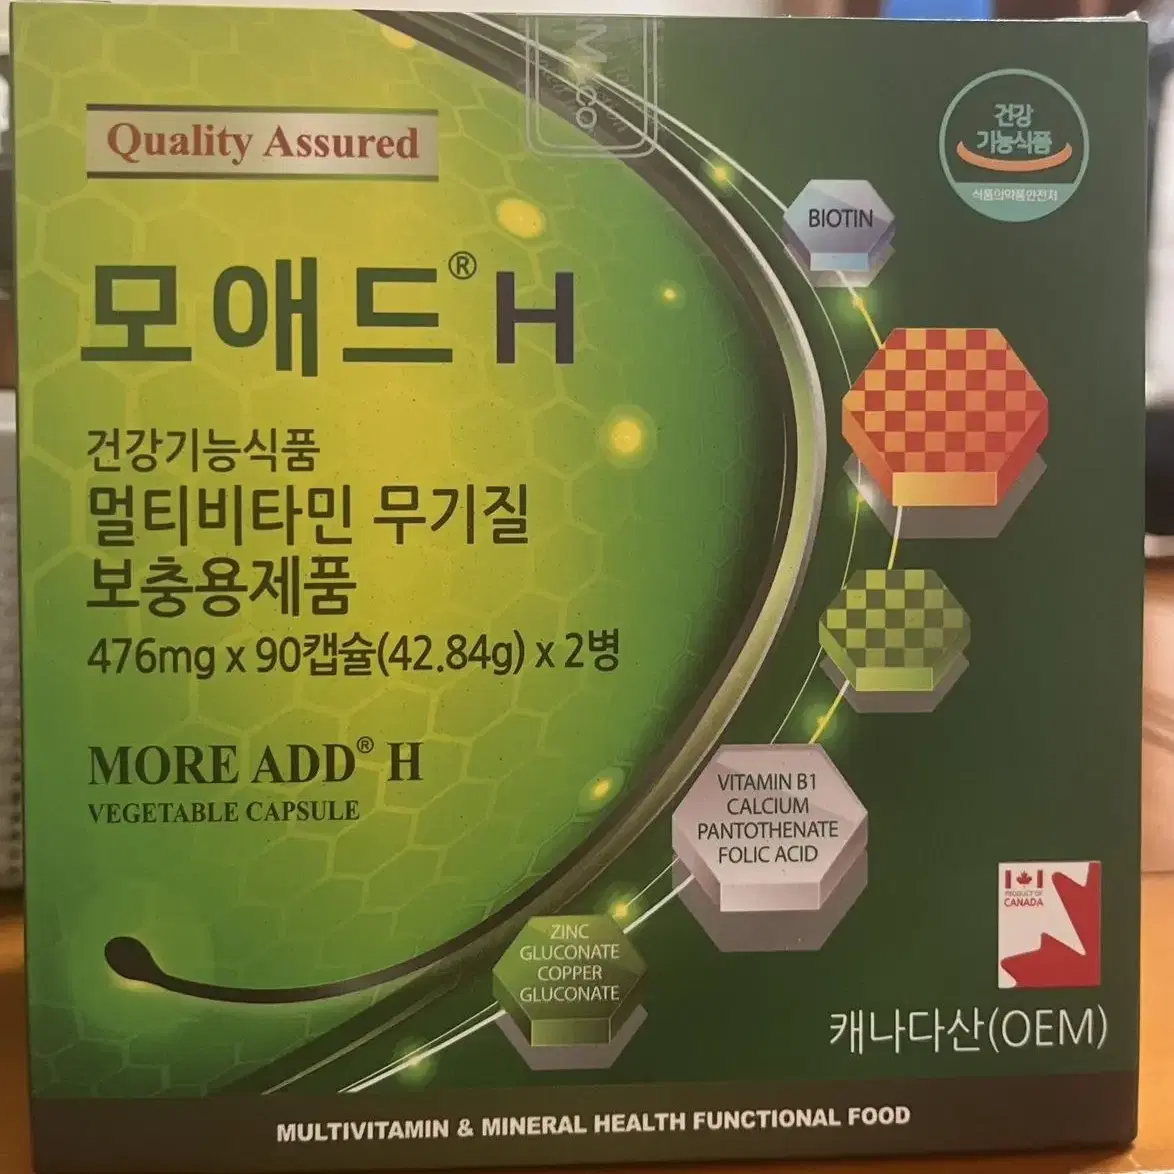 M.co
건강
기능식품
식품의약품안전처
Quality Assured
BIOTIN
모애드® H
건강기능식품
멀티비타민 무기질
보충용제품
476mg x 90캡슐(42.84g) x 2병
MORE ADD® H
VEGETABLE CAPSULE
VITAMIN B1
CALCIUM
PANTOTHENATE
FOLIC ACID
PRODUCT OF
CANADA
ZINC
GLUCONATE
COPPER
GLUCONATE
캐나다산(OEM)
MULTIVITAMIN & MINERAL HEALTH FUNCTIONAL FOOD